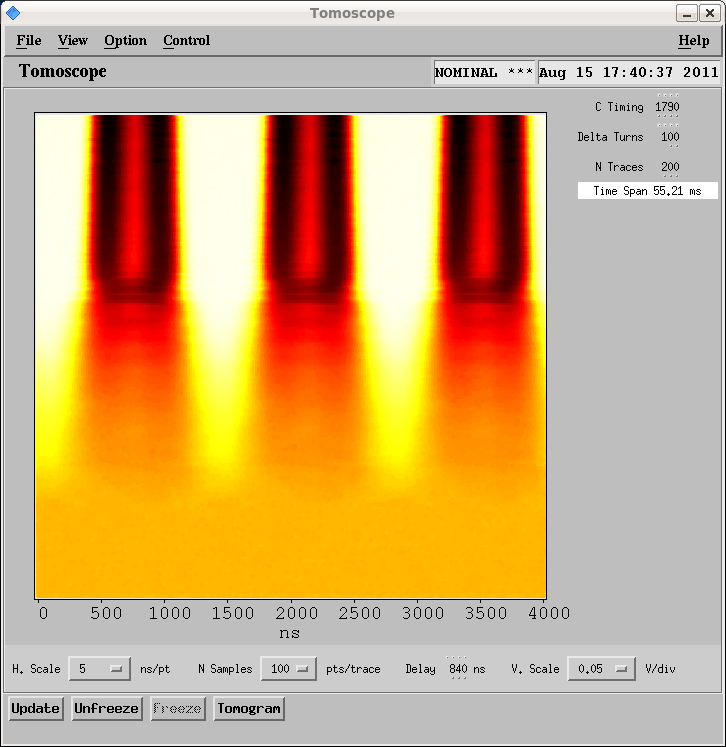 Tomoscope
File View Option Control Help
Tomoscope NOMINAL *** Aug 15 17:40:37 2011
C Timing 1790
Delta Turns 100
N Traces 200
Time Span 55.21 ms
0 500 1000 1500 2000 2500 3000 3500 4000
ns
H. Scale 5 ns/pt N Samples 100 pts/trace Delay 840 ns V. Scale 0.05 V/div
Update Unfreeze Freeze Tomogram